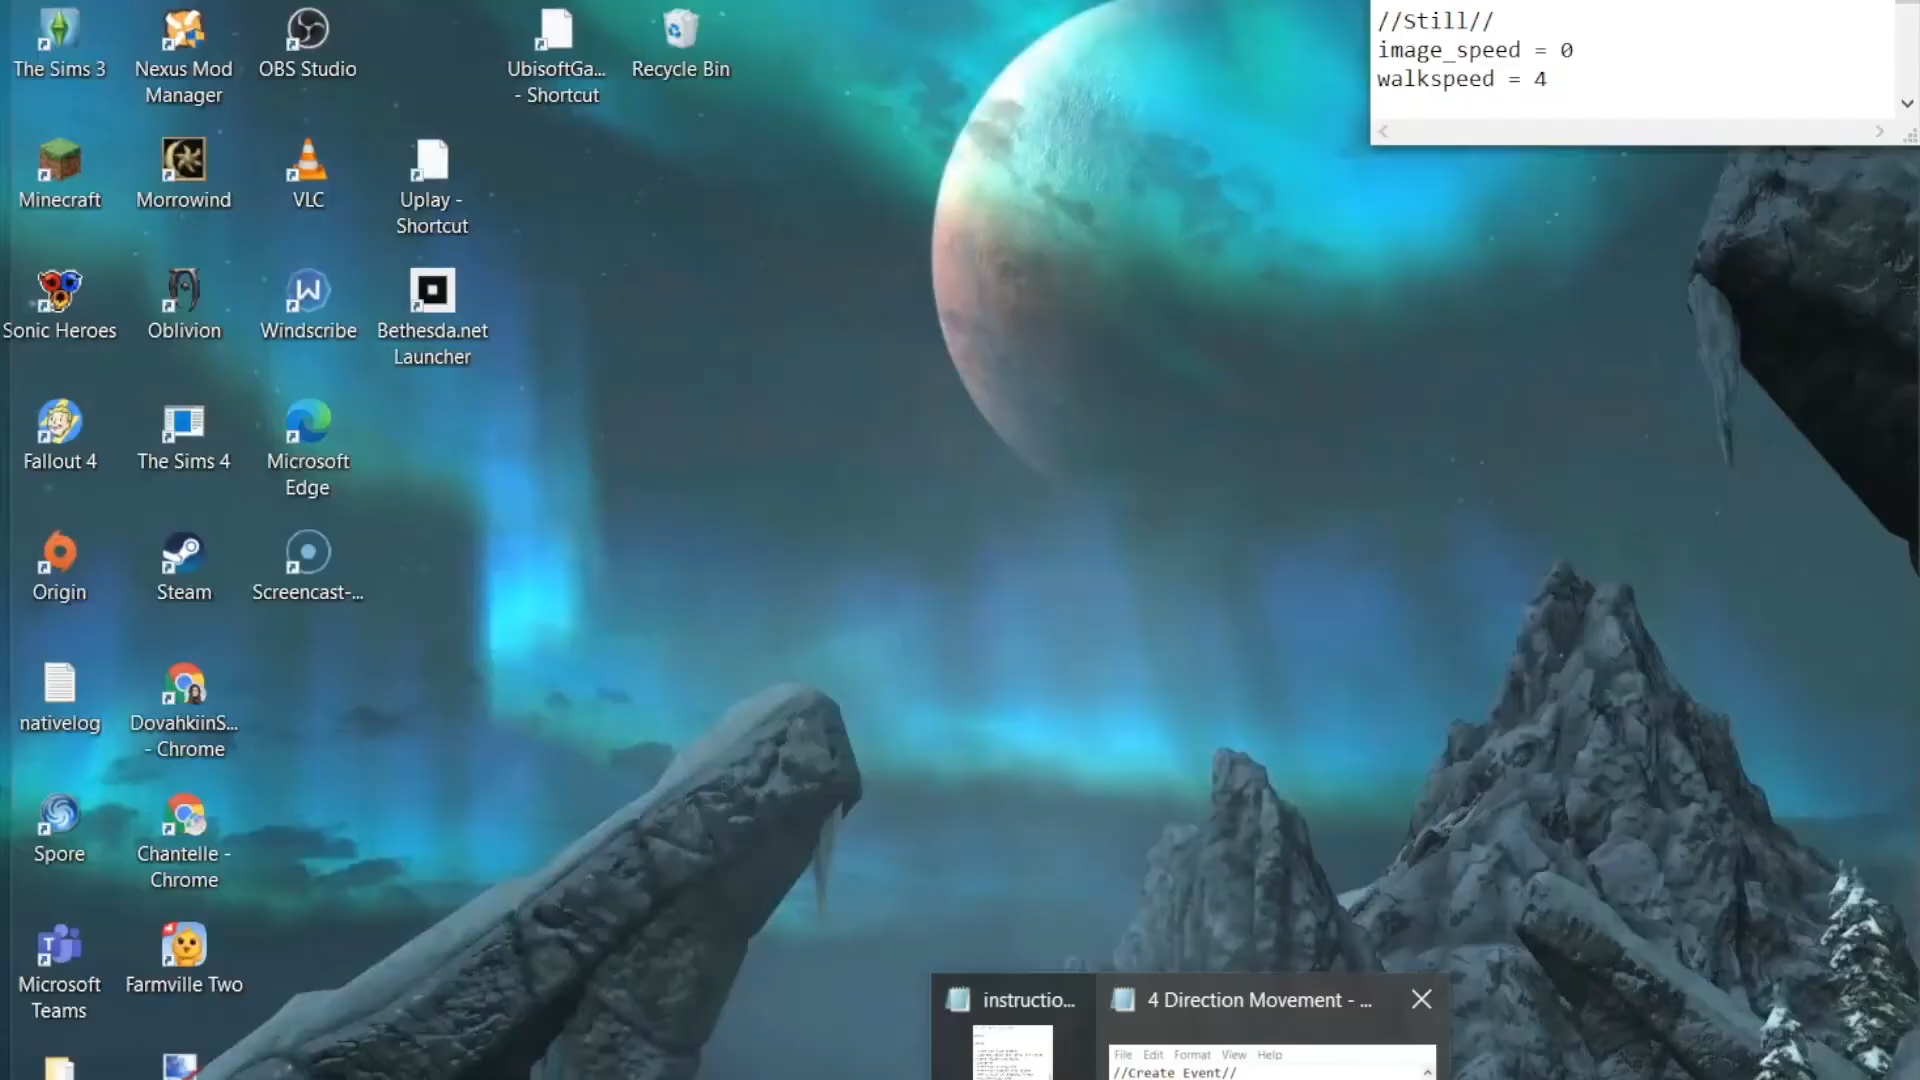 The Sims 3
Nexus Mod
Manager
OBS Studio
UbisoftGa...
- Shortcut
Recycle Bin
//Still//
image_speed = 0
walkspeed = 4
Minecraft
Morrowind
VLC
Uplay -
Shortcut
Sonic Heroes
Oblivion
Windscribe
Bethesda.net
Launcher
Fallout 4
The Sims 4
Microsoft
Edge
Origin
Steam
Screencast-...
nativelog
DovahkiinS...
- Chrome
Spore
Chantelle -
Chrome
Microsoft
Teams
Farmville Two
instructio...
4 Direction Movement - ...
File Edit Format View Help
//Create Event//